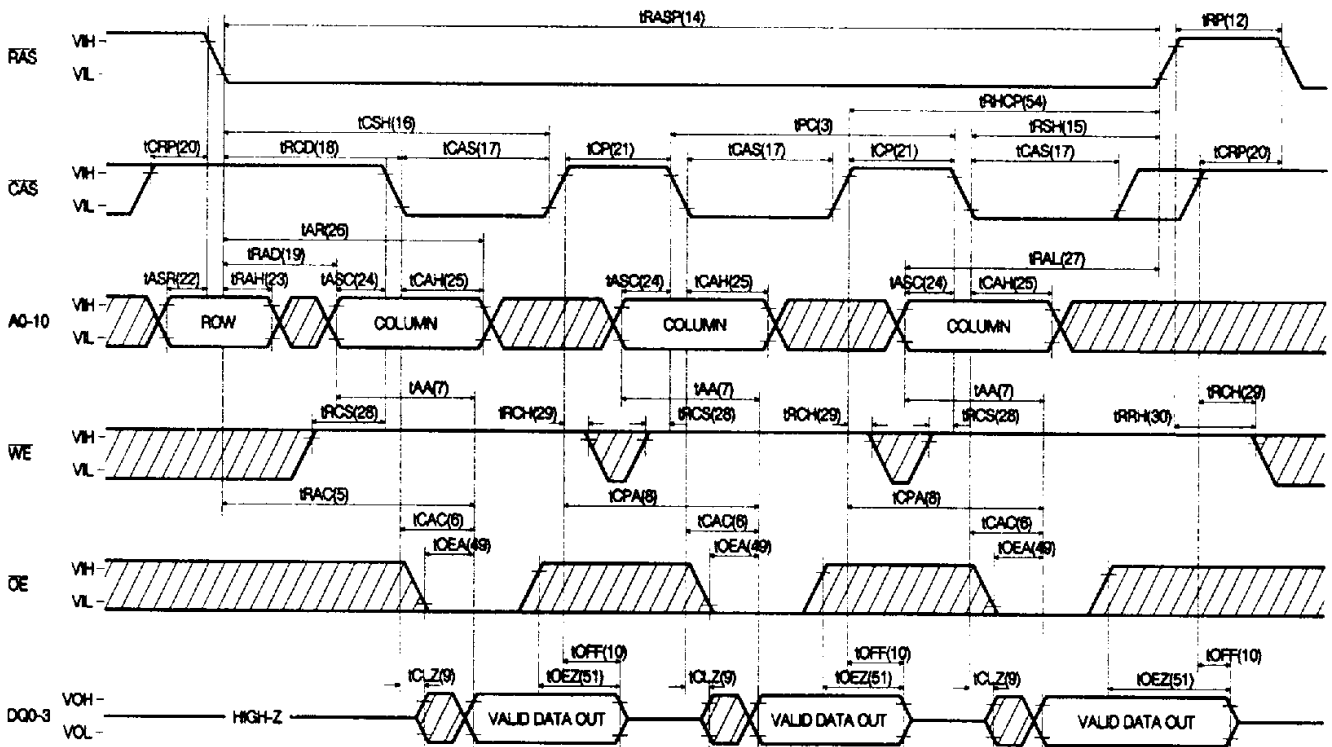 tRASP(14)
tRP(12)
RAS
VIH
VIL
tRHCP(54)
tCSH(16)
tPC(3)
tRSH(15)
tCRP(20)
tRCD(18)
tCAS(17)
tCP(21)
tCAS(17)
tCP(21)
tCAS(17)
tCRP(20)
CAS
VIH
VIL
tAR(26)
tRAD(19)
tRAL(27)
tASR(22)
tRAH(23)
tASC(24)
tCAH(25)
tASC(24)
tCAH(25)
tASC(24)
tCAH(25)
A0-10
VIH
VIL
ROW
COLUMN
COLUMN
COLUMN
tAA(7)
tAA(7)
tAA(7)
tRCS(28)
tRCH(29)
tRCS(28)
tRCH(29)
tRCS(28)
tRRH(30)
tRCH(29)
WE
VIH
VIL
tRAC(5)
tCPA(8)
tCPA(8)
tCAC(6)
tCAC(6)
tCAC(6)
tOEA(49)
tOEA(49)
tOEA(49)
OE
VIH
VIL
tOFF(10)
tOFF(10)
tOFF(10)
tCLZ(9)
tOEZ(51)
tCLZ(9)
tOEZ(51)
tCLZ(9)
tOEZ(51)
DQ0-3
VOH
VOL
HIGH-Z
VALID DATA OUT
VALID DATA OUT
VALID DATA OUT